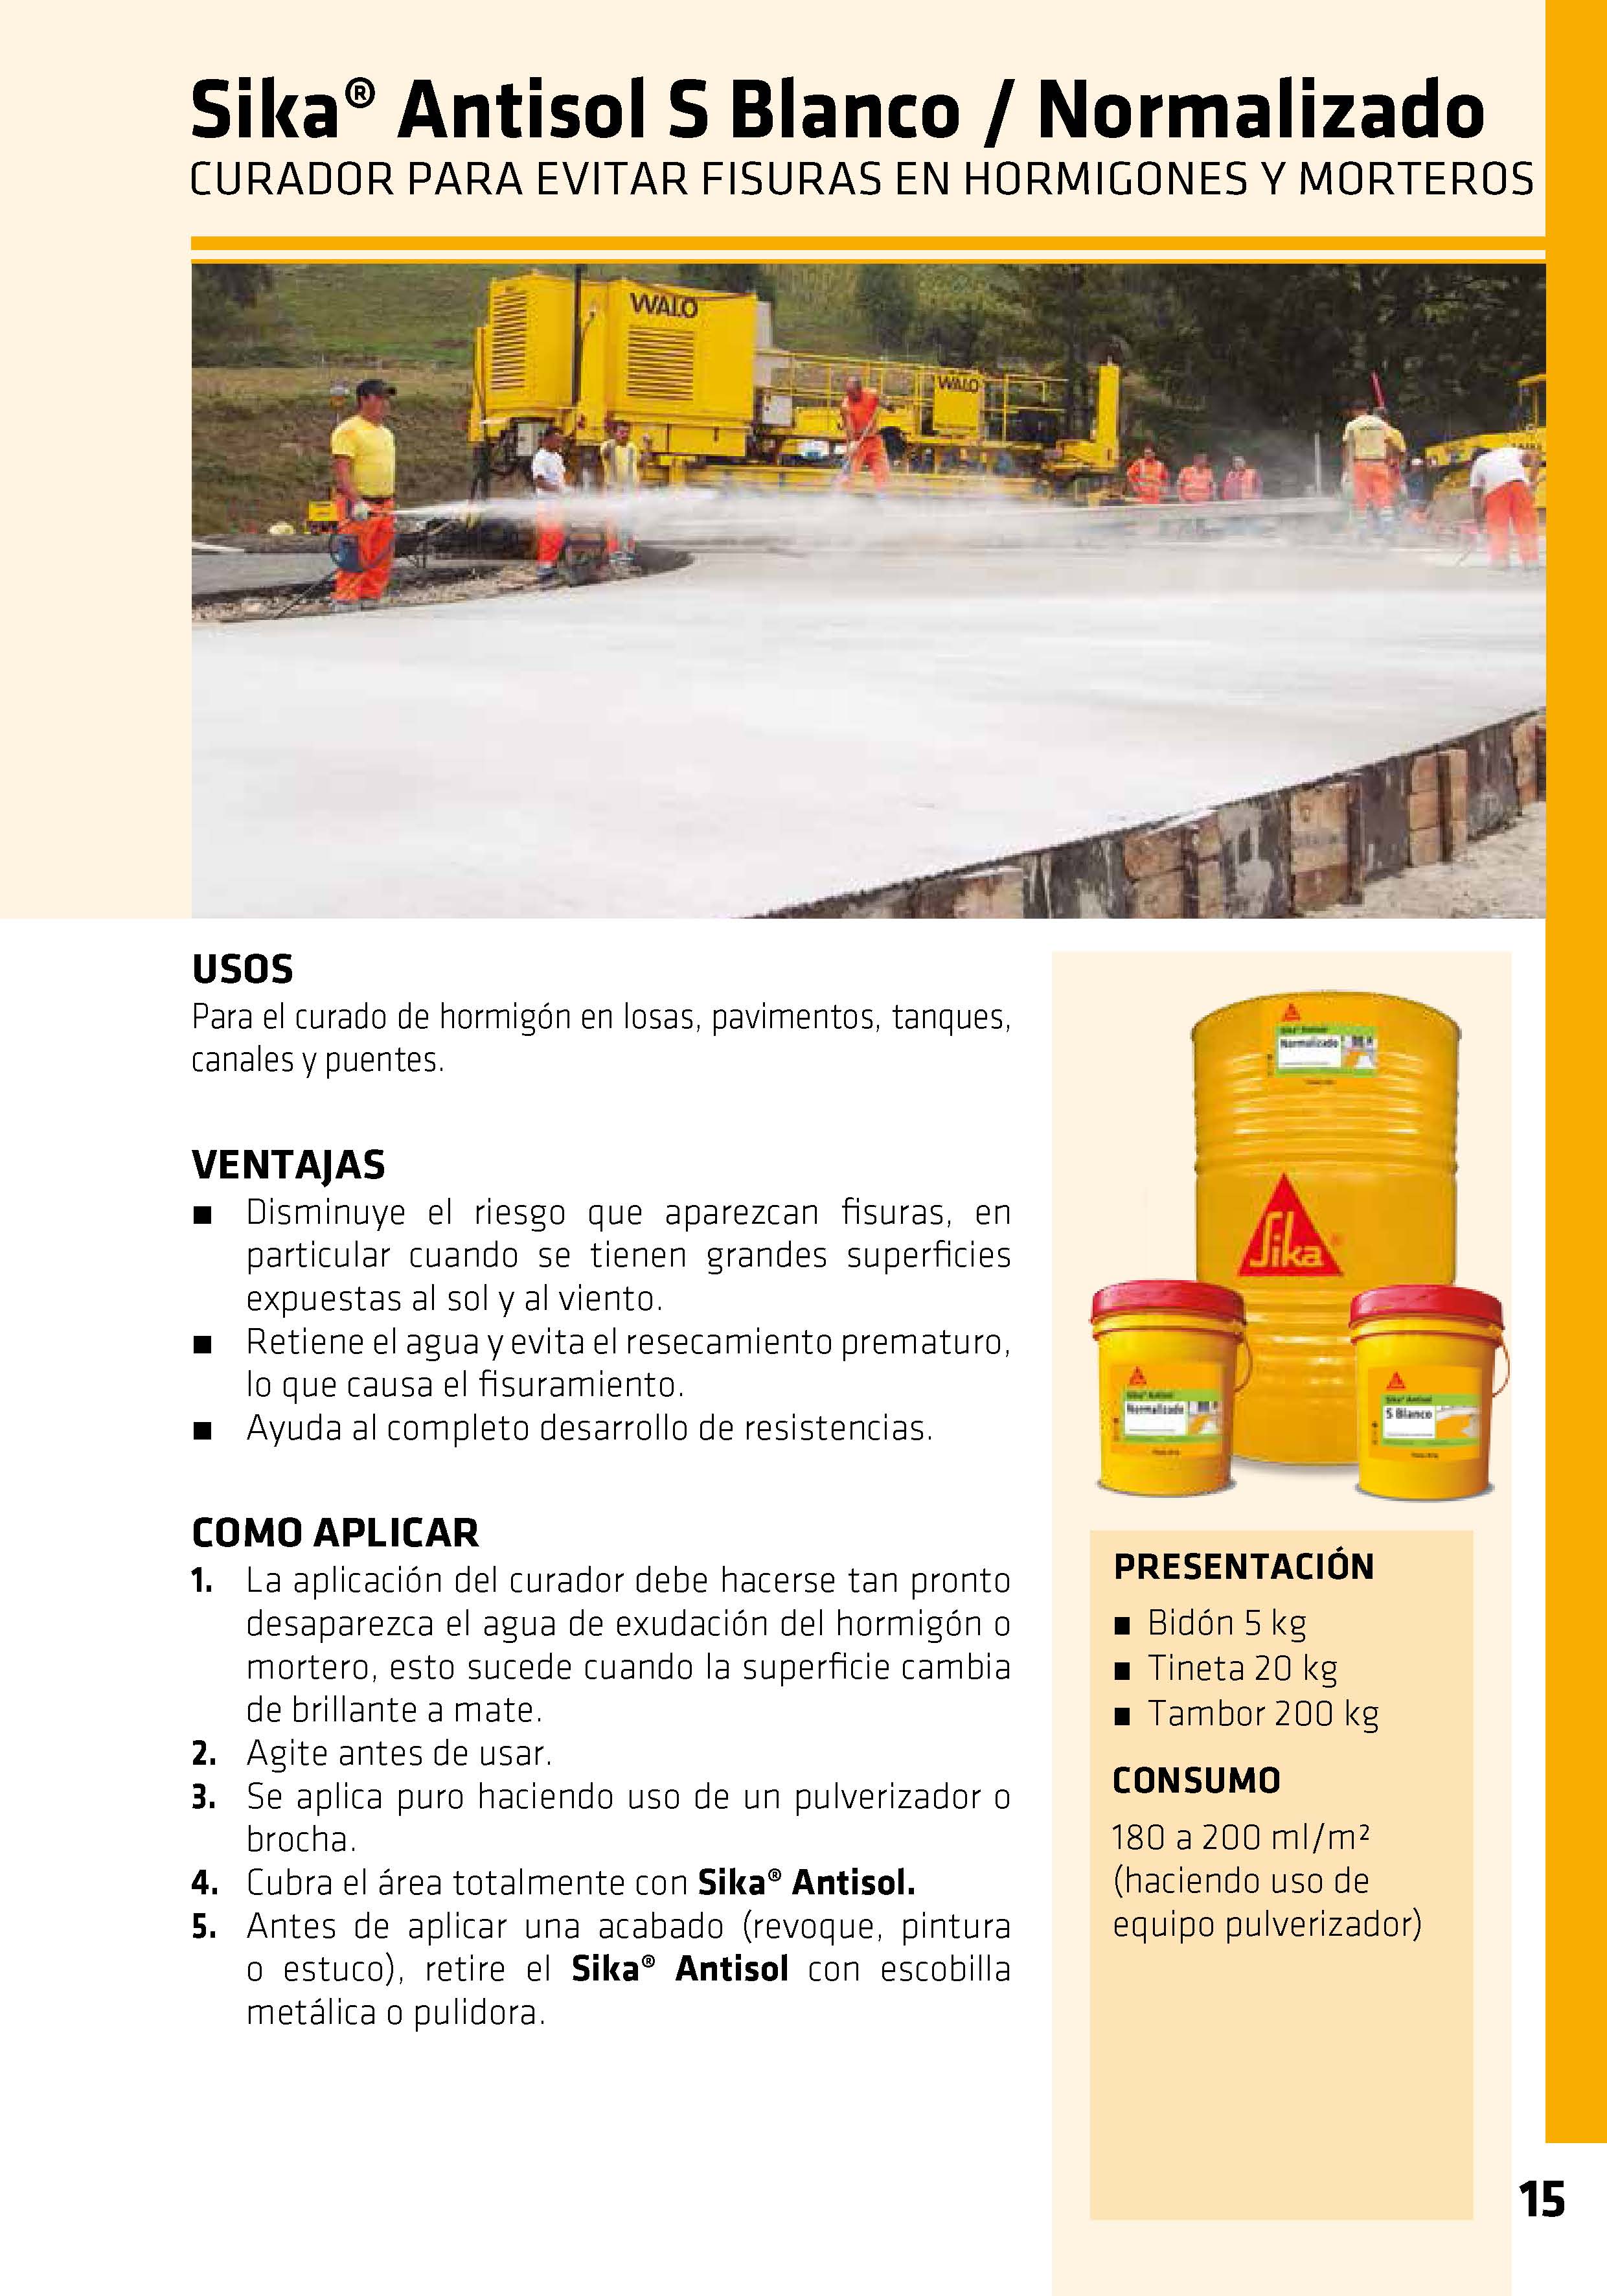 Sika® Antisol S Blanco / Normalizado
CURADOR PARA EVITAR FISURAS EN HORMIGONES Y MORTEROS
WALO
WALO
USOS
Para el curado de hormigón en losas, pavimentos, tanques,
canales y puentes.
VENTAJAS
■ Disminuye el riesgo que aparezcan fisuras, en
particular cuando se tienen grandes superficies
expuestas al sol y al viento.
■ Retiene el agua y evita el resecamiento prematuro,
lo que causa el fisuramiento.
■ Ayuda al completo desarrollo de resistencias.
COMO APLICAR
1. La aplicación del curador debe hacerse tan pronto
desaparezca el agua de exudación del hormigón o
mortero, esto sucede cuando la superficie cambia
de brillante a mate.
2. Agite antes de usar.
3. Se aplica puro haciendo uso de un pulverizador o
brocha.
4. Cubra el área totalmente con Sika® Antisol.
5. Antes de aplicar una acabado (revoque, pintura
o estuco), retire el Sika® Antisol con escobilla
metálica o pulidora.
Sika® Antisol
Normalizado
Sika®
Sika® Antisol
Normalizado
Sika® Antisol
S Blanco
PRESENTACIÓN
■ Bidón 5 kg
■ Tineta 20 kg
■ Tambor 200 kg
CONSUMO
180 a 200 ml/m²
(haciendo uso de
equipo pulverizador)
15